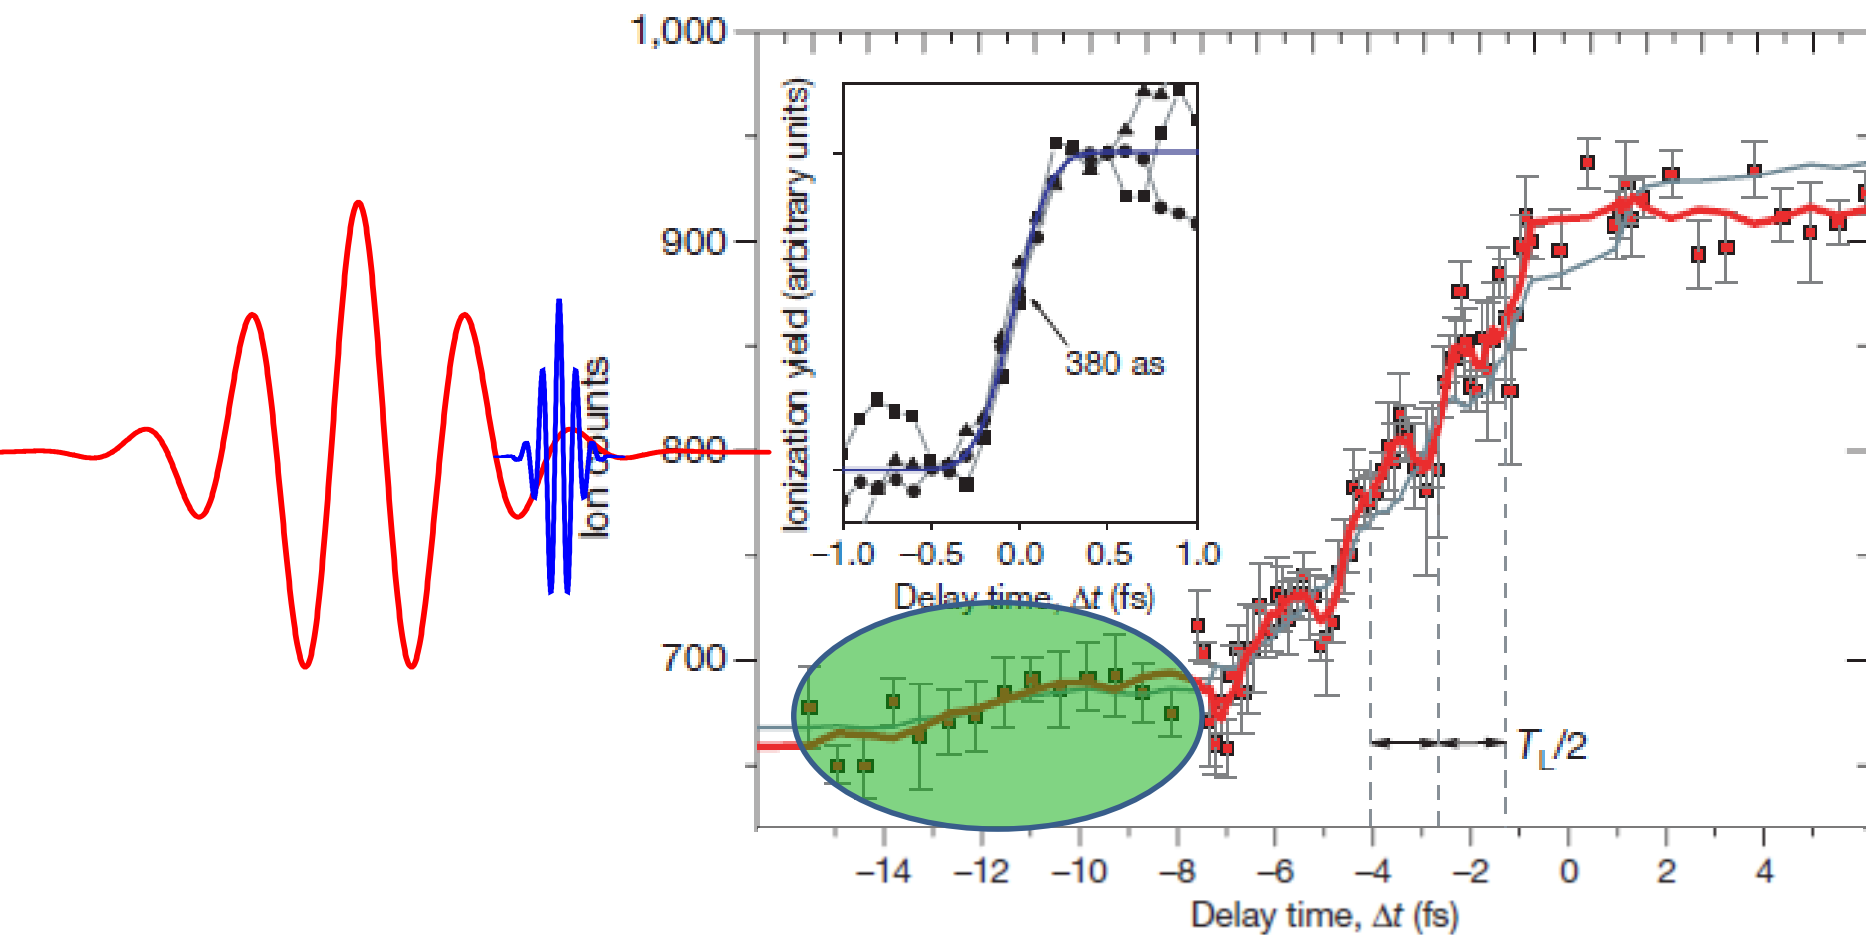 1,000
900
800
700
Ion counts
Ionization yield (arbitrary units)
380 as
−1.0 −0.5 0.0 0.5 1.0
Delay time, Δt (fs)
TL/2
−14 −12 −10 −8 −6 −4 −2 0 2 4
Delay time, Δt (fs)